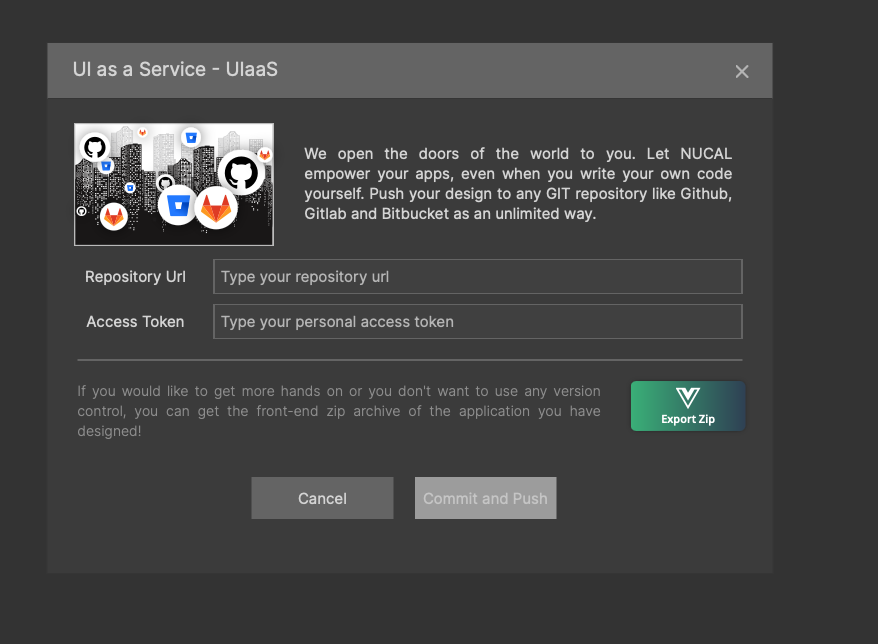 UI as a Service - UIaaS
We open the doors of the world to you. Let NUCAL
empower your apps, even when you write your own code
yourself. Push your design to any GIT repository like Github,
Gitlab and Bitbucket as an unlimited way.
Repository Url
Type your repository url
Access Token
Type your personal access token
If you would like to get more hands on or you don't want to use any version
control, you can get the front-end zip archive of the application you have
designed!
Export Zip
Cancel
Commit and Push